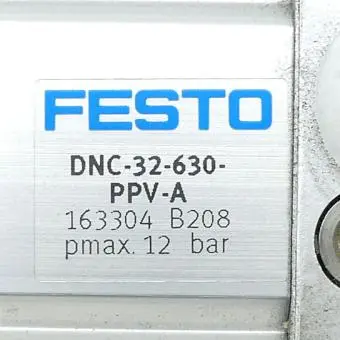 FESTO
DNC-32-630-
PPV-A
163304 B208
pmax. 12 bar